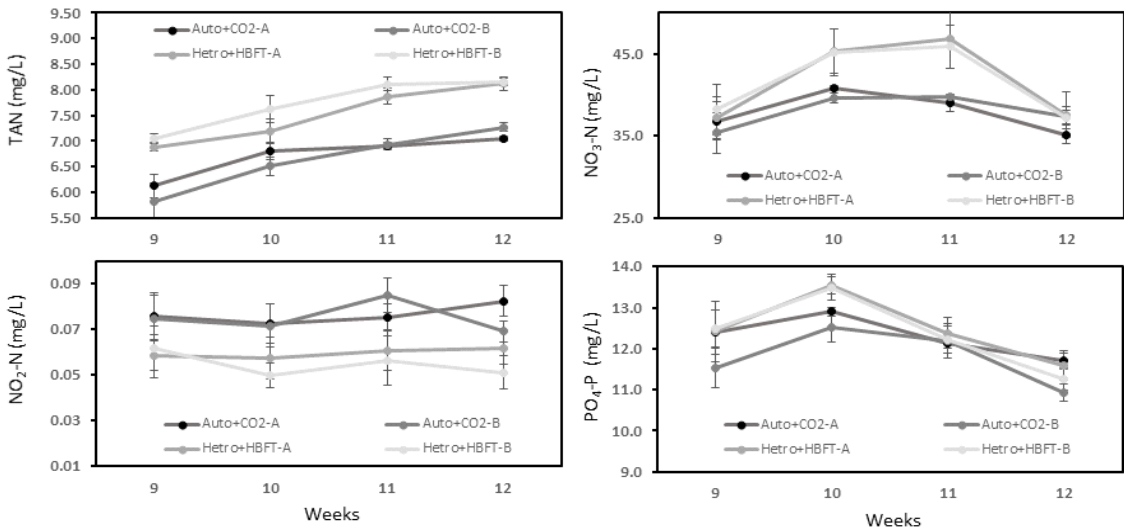 TAN (mg/L)
9.50
9.00
8.50
8.00
7.50
7.00
6.50
6.00
5.50
Auto+CO2-A
Auto+CO2-B
Hetro+HBFT-A
Hetro+HBFT-B
9
10
11
12
NO₃-N (mg/L)
45.0
35.0
25.0
Auto+CO2-A
Auto+CO2-B
Hetro+HBFT-A
Hetro+HBFT-B
9
10
11
12
NO₂-N (mg/L)
0.09
0.07
0.05
0.03
0.01
Auto+CO2-A
Auto+CO2-B
Hetro+HBFT-A
Hetro+HBFT-B
9
10
11
12
Weeks
PO₄-P (mg/L)
14.0
13.0
12.0
11.0
10.0
9.0
Auto+CO2-A
Auto+CO2-B
Hetro+HBFT-A
Hetro+HBFT-B
9
10
11
12
Weeks